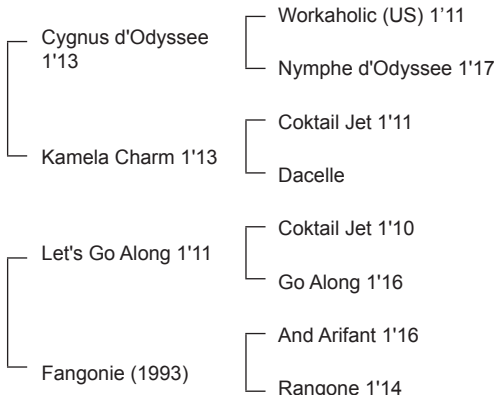 Workaholic (US) 1’11
Cygnus d'Odyssee
1'13
Nymphe d'Odyssee 1'17
Coktail Jet 1'11
Kamela Charm 1'13
Dacelle
Coktail Jet 1'10
Let's Go Along 1'11
Go Along 1'16
And Arifant 1'16
Fangonie (1993)
Rangone 1'14